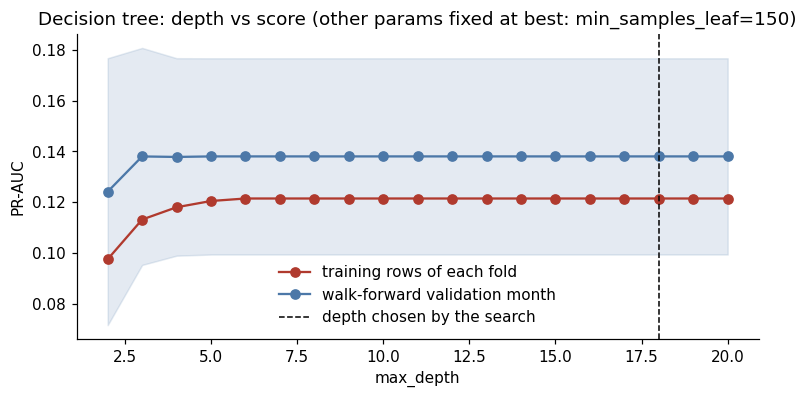 Decision tree: depth vs score (other params fixed at best: min_samples_leaf=150)
0.18
0.16
0.14
0.12
0.10
0.08
PR-AUC
training rows of each fold
walk-forward validation month
depth chosen by the search
2.5 5.0 7.5 10.0 12.5 15.0 17.5 20.0
max_depth